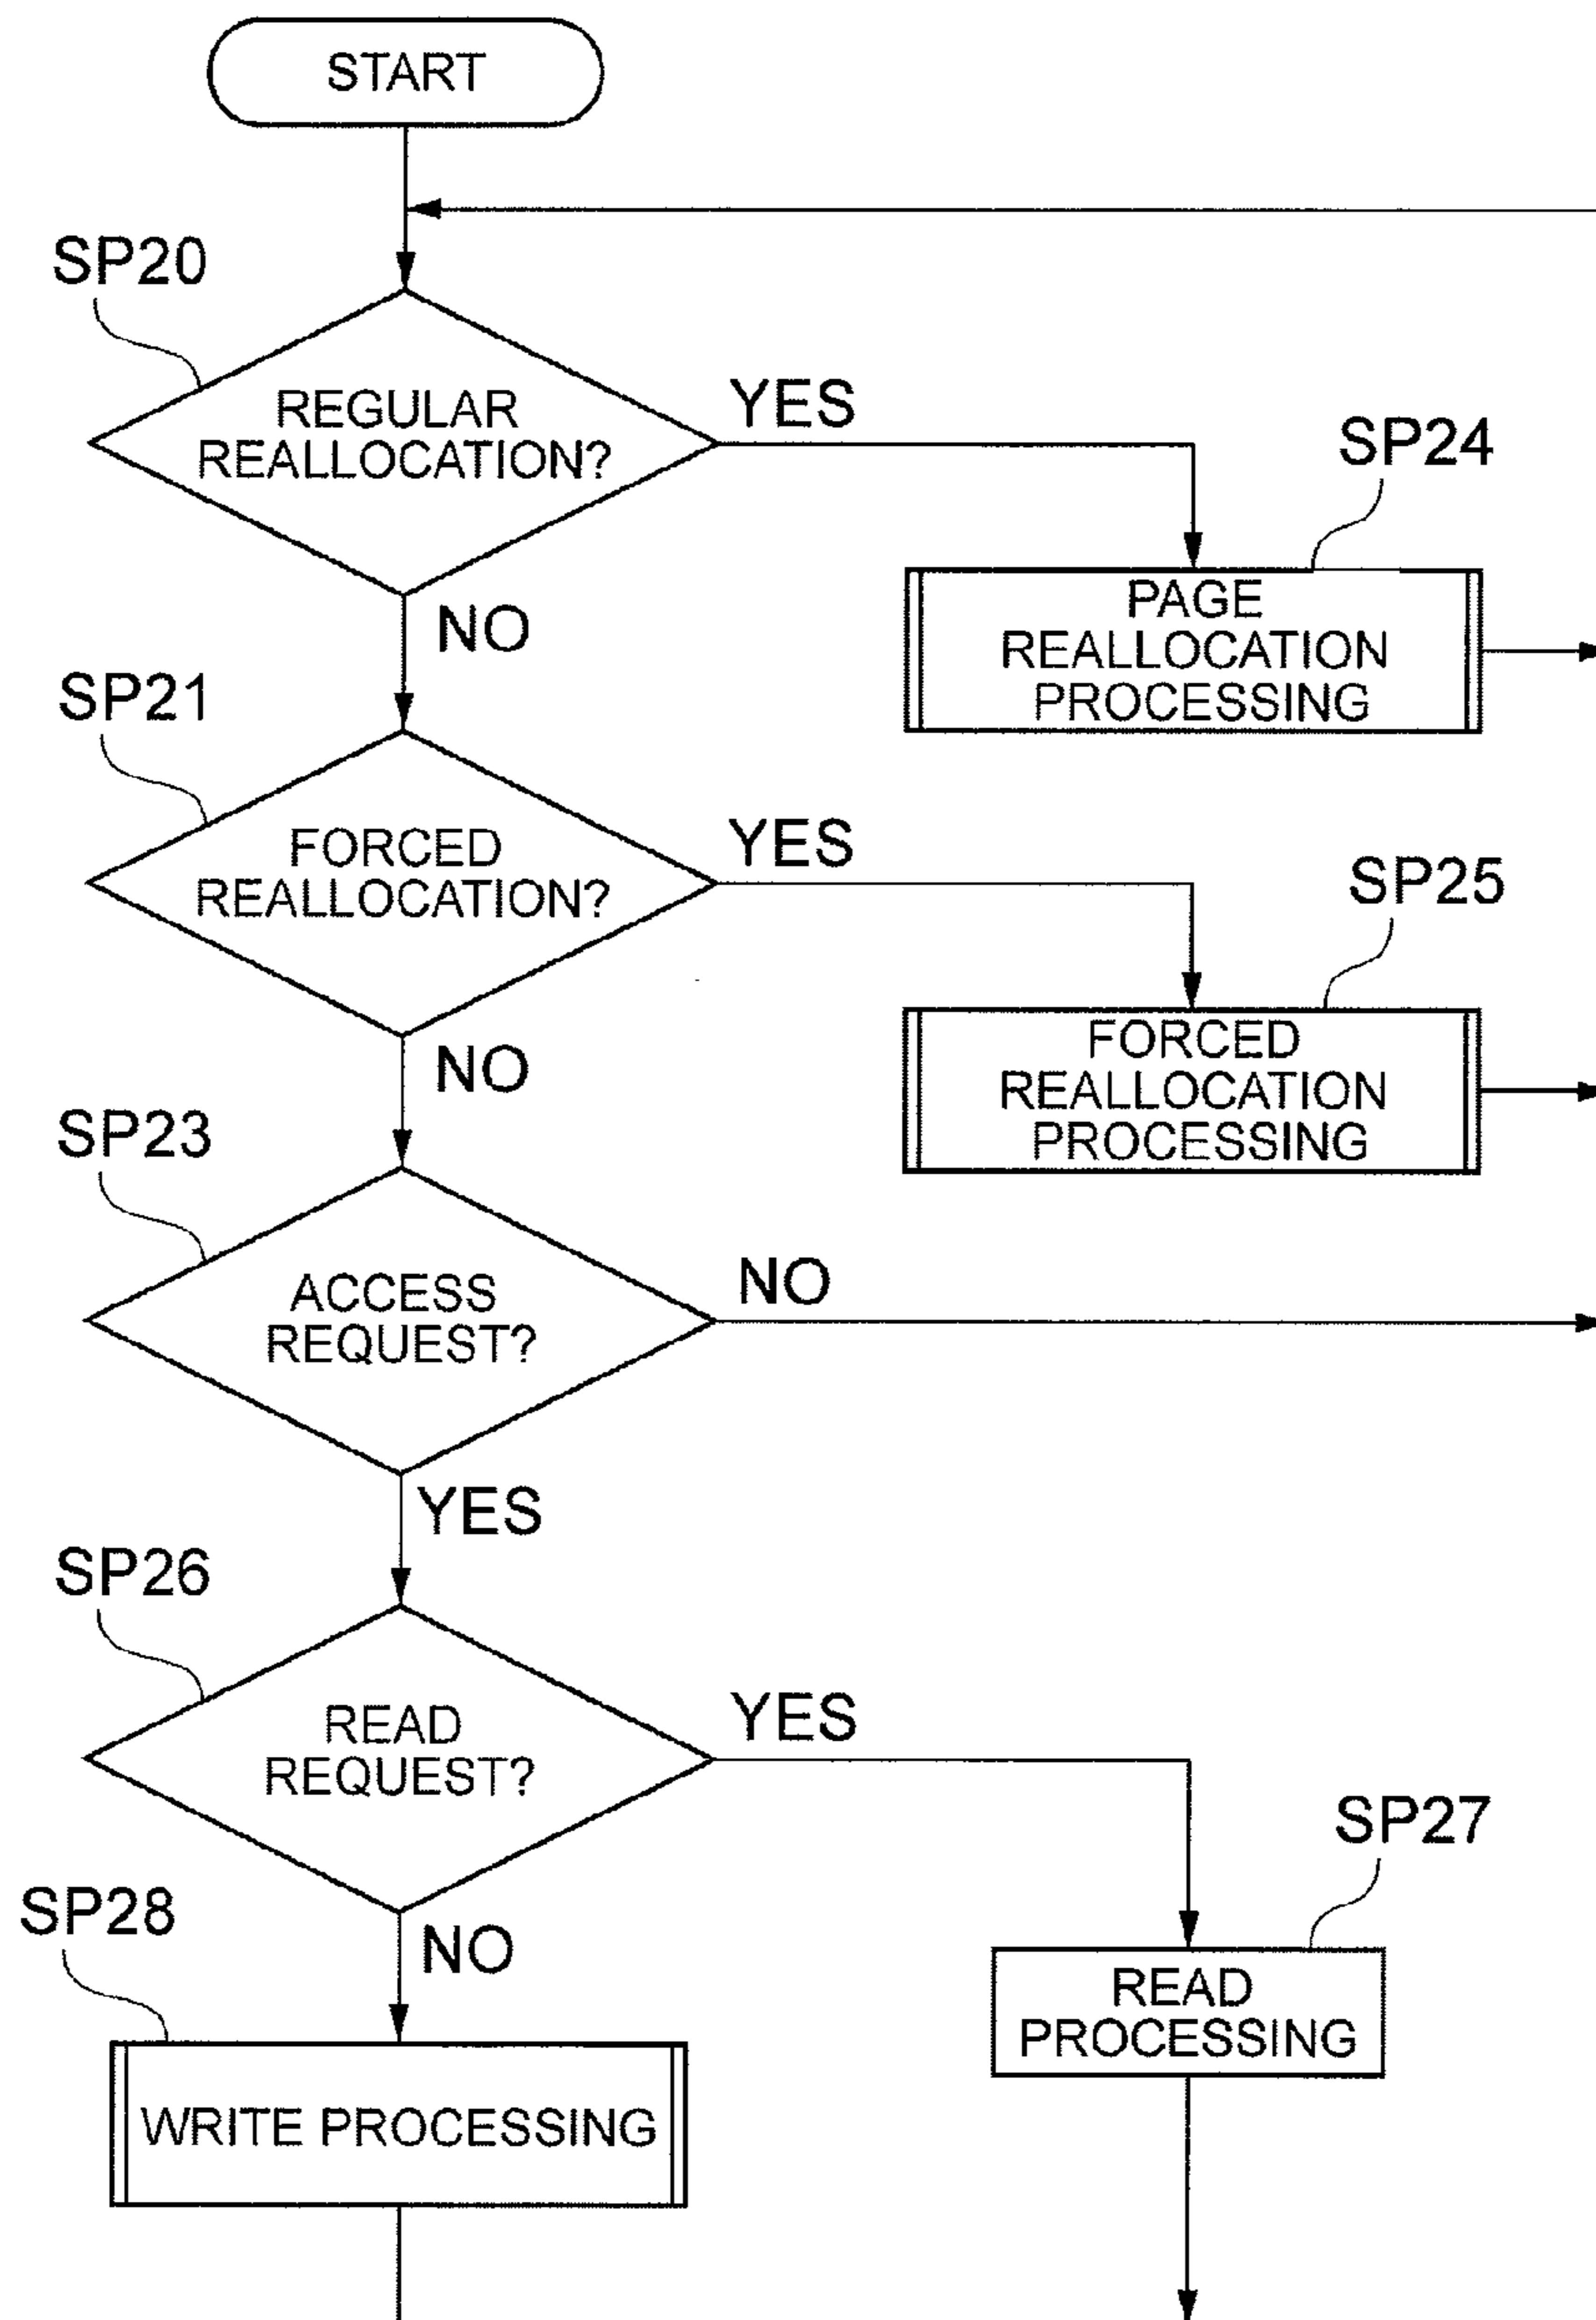 START
SP20
REGULAR
REALLOCATION?
YES
SP24
PAGE
REALLOCATION
PROCESSING
NO
SP21
FORCED
REALLOCATION?
YES
SP25
FORCED
REALLOCATION
PROCESSING
NO
SP23
ACCESS
REQUEST?
NO
YES
SP26
READ
REQUEST?
YES
SP27
READ
PROCESSING
NO
SP28
WRITE PROCESSING